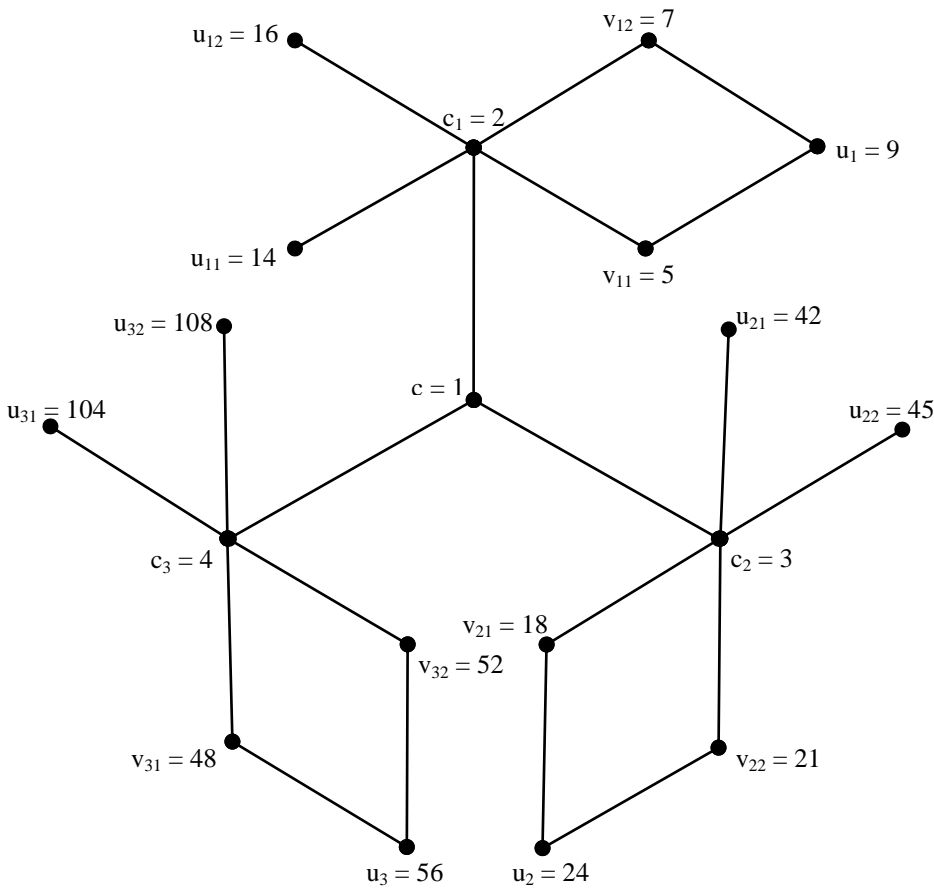 v₁₂ = 7
u₁₂ = 16
c₁ = 2
u₁ = 9
u₁₁ = 14
v₁₁ = 5
u₃₂ = 108
u₂₁ = 42
c = 1
u₃₁ = 104
u₂₂ = 45
c₃ = 4
c₂ = 3
v₂₁ = 18
v₃₂ = 52
v₃₁ = 48
v₂₂ = 21
u₃ = 56
u₂ = 24